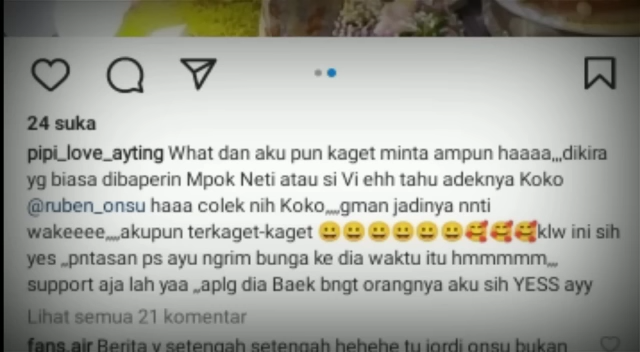 24 suka
pipi_love_ayting What dan aku pun kaget minta ampun haaaa,,,dikira
yg biasa dibaperin Mpok Neti atau si Vi ehh tahu adeknya Koko
@ruben_onsu haaa colek nih Koko,,,,gman jadinya nnti
wakeeee,,,,akupun terkaget-kaget 😀😀😀😀😀😀🥰🥰🥰klw ini sih
yes ,,pntasan ps ayu ngrim bunga ke dia waktu itu hmmmmm,,,
support aja lah yaa ,,aplg dia Baek bngt orangnya aku sih YESS ayy
Lihat semua 21 komentar
fans.air Berita y setengah setengah hehehe tu jordi onsu bukan